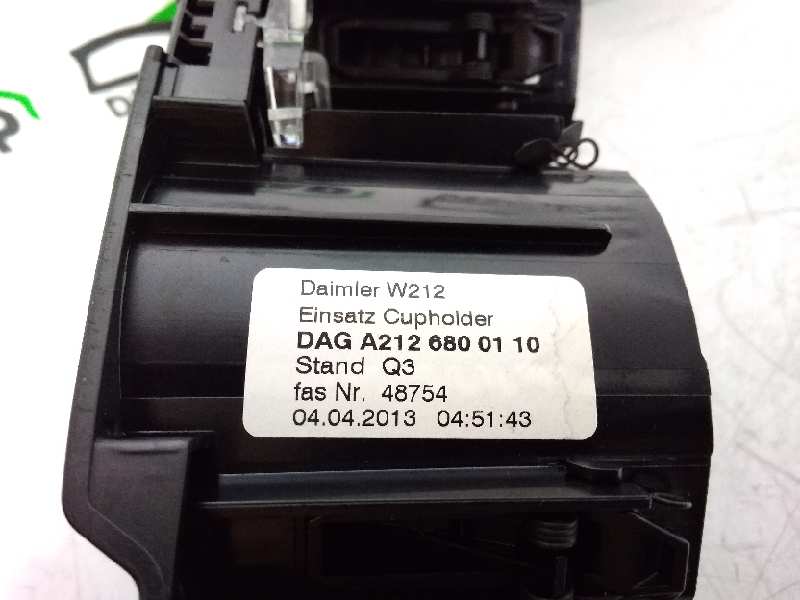 Daimler W212
Einsatz Cupholder
DAG A212 680 01 10
Stand Q3
fas Nr. 48754
04.04.2013 04:51:43